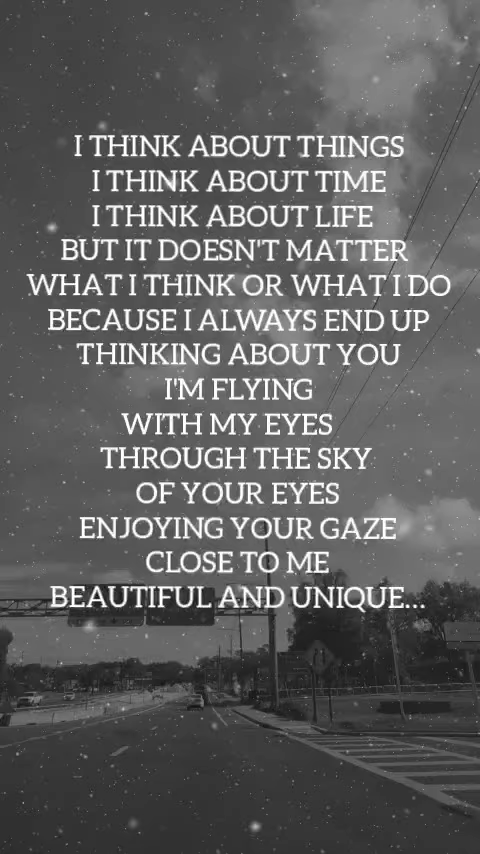 I THINK ABOUT THINGS
I THINK ABOUT TIME
I THINK ABOUT LIFE
BUT IT DOESN'T MATTER
WHAT I THINK OR WHAT I DO
BECAUSE I ALWAYS END UP
THINKING ABOUT YOU
I'M FLYING
WITH MY EYES
THROUGH THE SKY
OF YOUR EYES
ENJOYING YOUR GAZE
CLOSE TO ME
BEAUTIFUL AND UNIQUE...